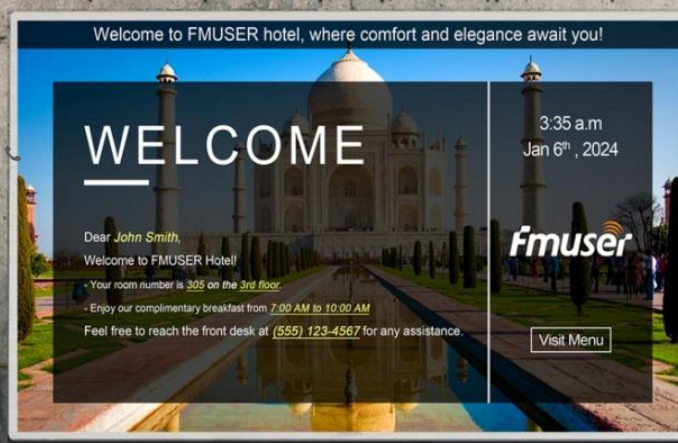 Welcome to FMUSER hotel, where comfort and elegance await you!
WELCOME
Dear John Smith,
Welcome to FMUSER Hotel!
- Your room number is 305 on the 3rd floor.
- Enjoy our complimentary breakfast from 7:00 AM to 10:00 AM
Feel free to reach the front desk at (555) 123-4567 for any assistance.
3:35 a.m
Jan 6th , 2024
Fmuser
Visit Menu